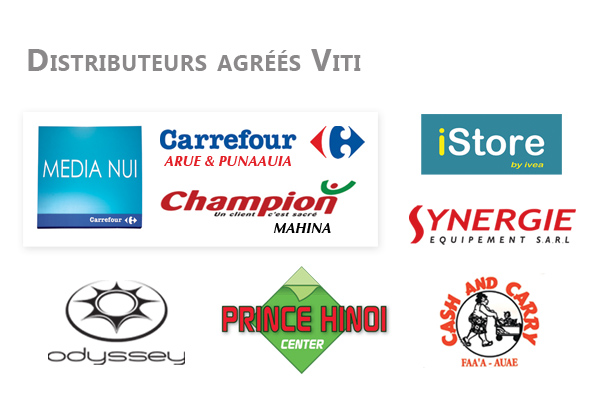 DISTRIBUTEURS AGRÉÉS VITI
MEDIA NUI
Carrefour
Carrefour
ARUE & PUNAAUIA
Champion
Un client c'est sacré
MAHINA
iStore
by ivea
SYNERGIE
EQUIPEMENT S.A.R.L
odyssey
PRINCE HINOI
CENTER
CASH AND CARRY
FAA'A - AUAE